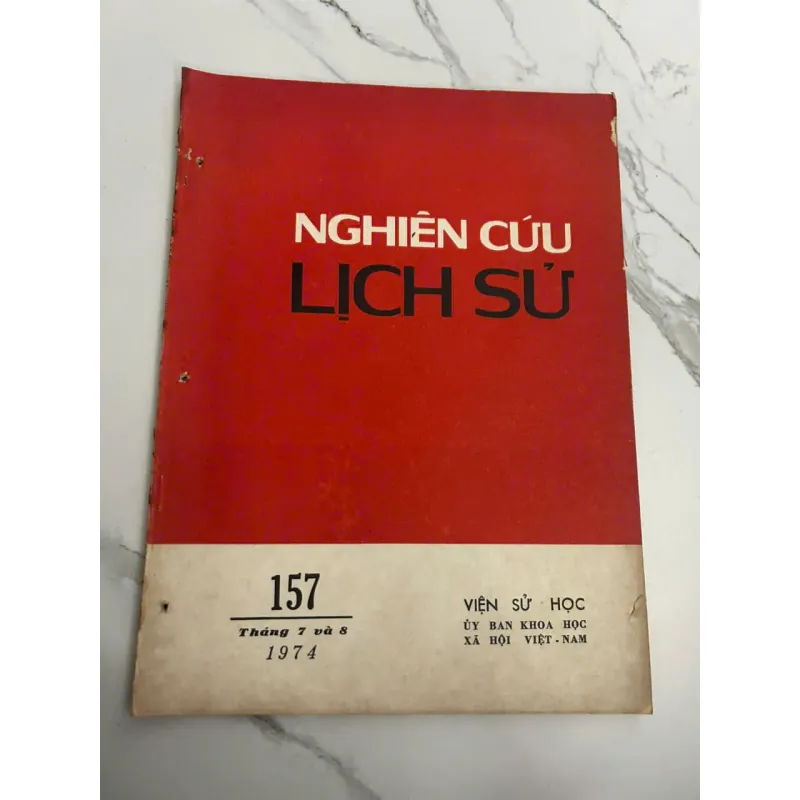 NGHIÊN CỨU
LỊCH SỬ
157
Tháng 7 và 8
1974
VIỆN SỬ HỌC
ỦY BAN KHOA HỌC
XÃ HỘI VIỆT-NAM